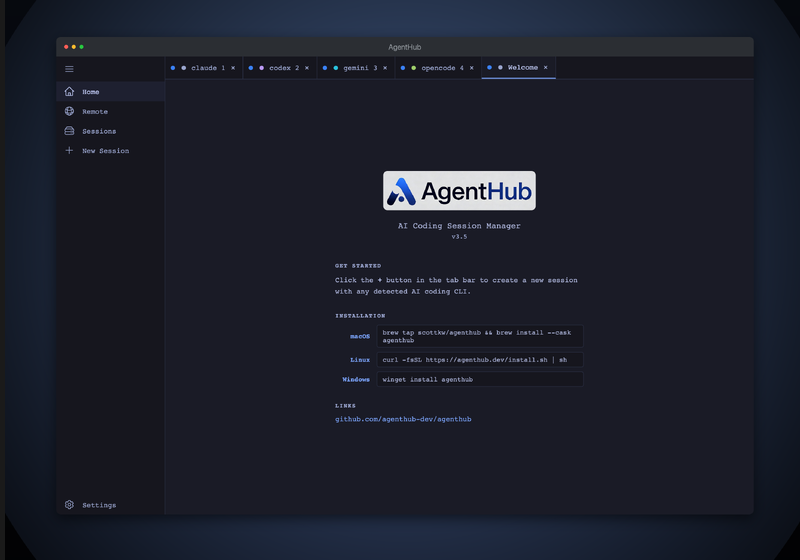 AgentHub
claude 1 ×
codex 2 ×
gemini 3 ×
opencode 4 ×
Welcome ×
Home
Remote
Sessions
New Session
AgentHub
AI Coding Session Manager
v3.5
GET STARTED
Click the + button in the tab bar to create a new session
with any detected AI coding CLI.
INSTALLATION
macOS
brew tap scottkw/agenthub && brew install --cask
agenthub
Linux
curl -fsSL https://agenthub.dev/install.sh | sh
Windows
winget install agenthub
LINKS
github.com/agenthub-dev/agenthub
Settings